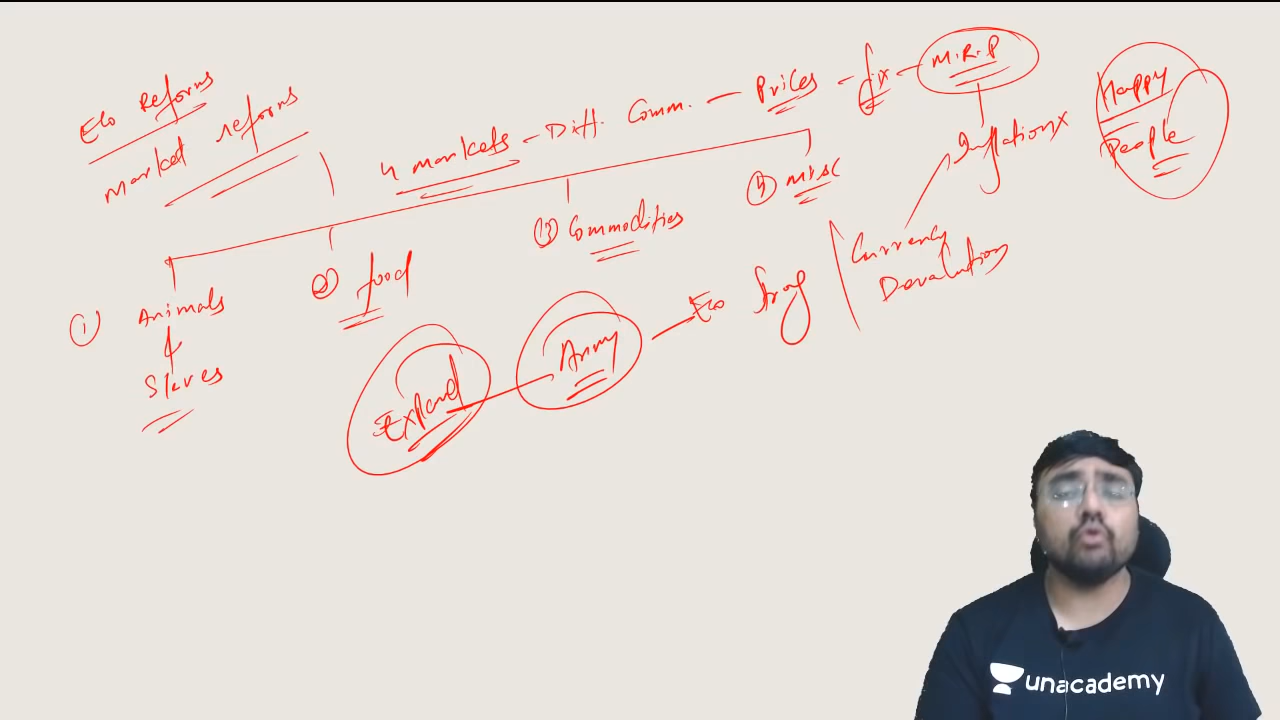 Eco Reforms
Market reforms
4 markets - Diff. Comm. - Prices - fix - M.R.P
Inflation x
Happy
People
① Animals
&
Slaves
② food
③ Commodities
④ Misc
Currency
Devaluation
Expand - Army - Eco Strong
unacademy